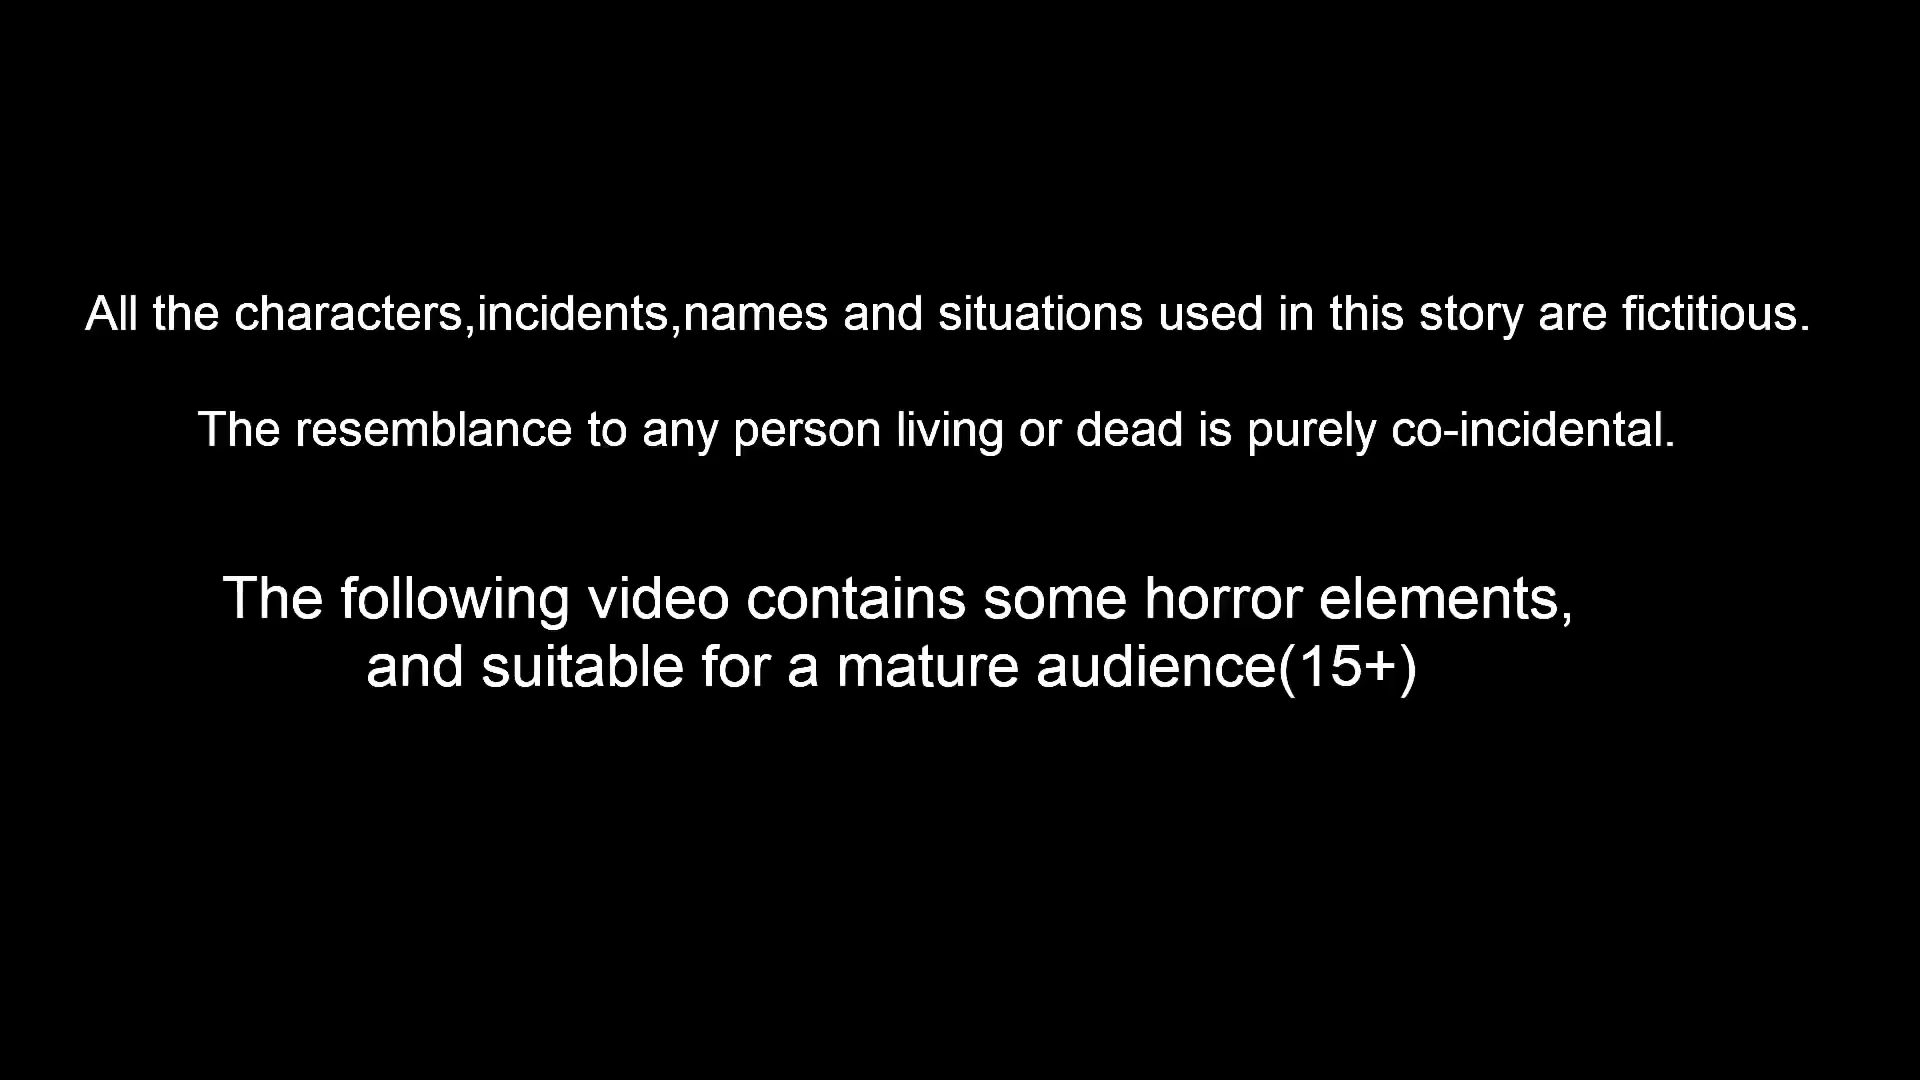 All the characters,incidents,names and situations used in this story are fictitious.
The resemblance to any person living or dead is purely co-incidental.
The following video contains some horror elements,
and suitable for a mature audience(15+)